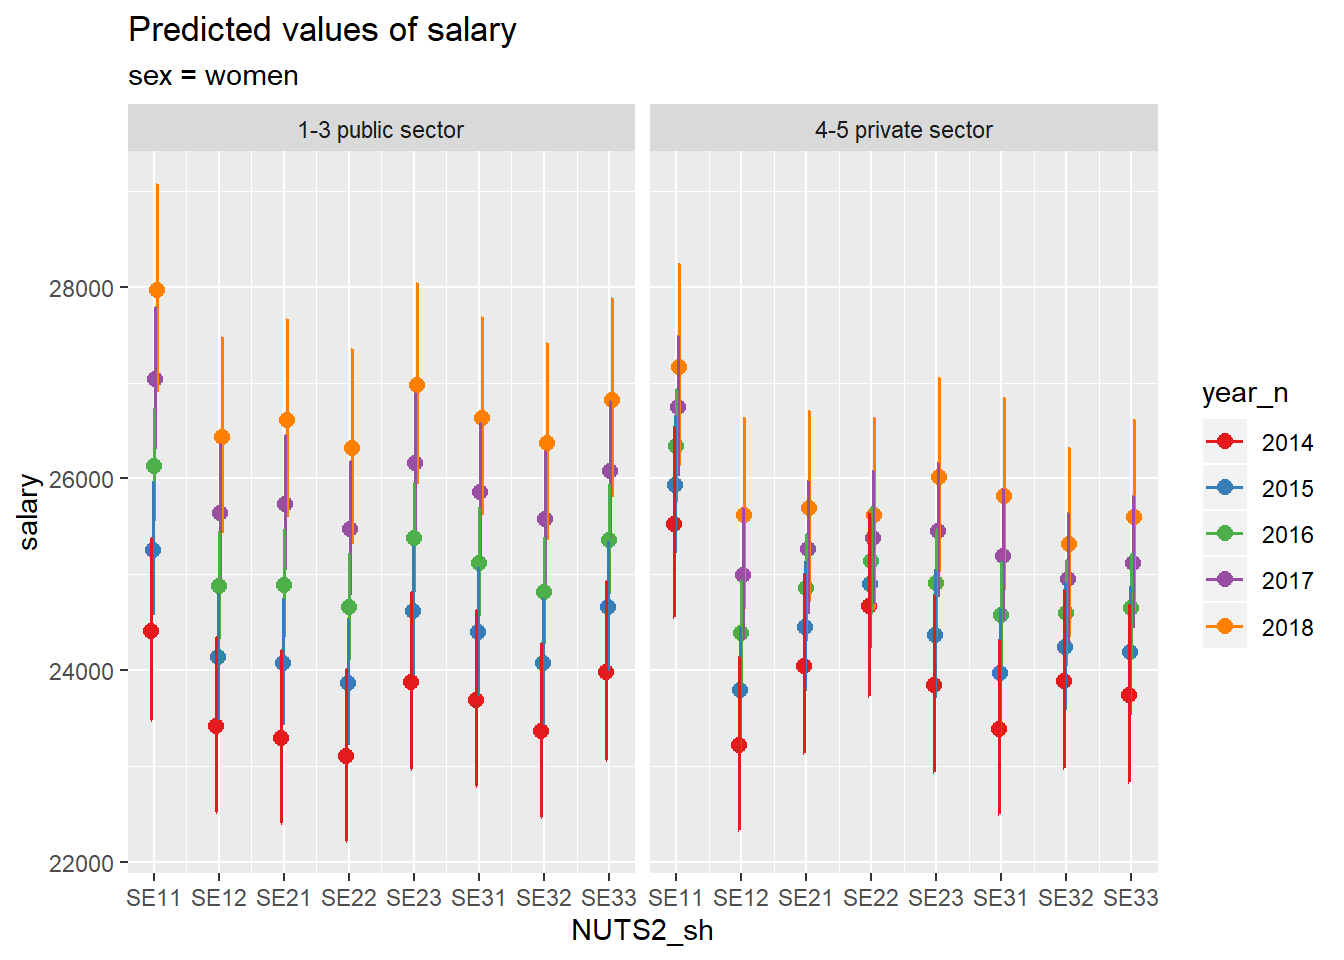 Predicted values of salary
sex = women
1-3 public sector
4-5 private sector
salary
28000
26000
24000
22000
SE11 SE12 SE21 SE22 SE23 SE31 SE32 SE33
SE11 SE12 SE21 SE22 SE23 SE31 SE32 SE33
NUTS2_sh
year_n
2014
2015
2016
2017
2018